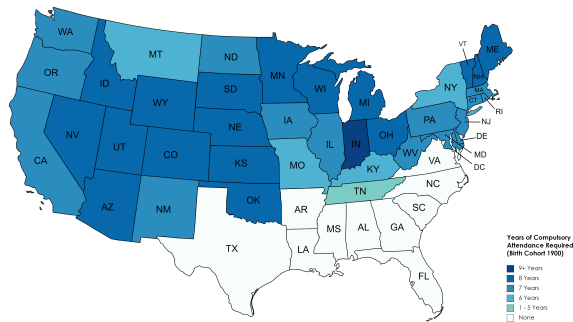 WA
MT
ND
OR
ID
SD
MN
WI
MI
WY
NV
UT
CO
NE
IA
KS
CA
AZ
NM
OK
TX
MO
IL
IN
OH
KY
TN
AR
LA
MS
AL
GA
FL
SC
NC
VA
WV
PA
NY
VT
ME
NH
MA
CT
RI
NJ
DE
MD
DC
Years of Compulsory
Attendance Required
(Birth Cohort 1900)
9+ Years
8 Years
7 Years
6 Years
1 - 5 Years
None